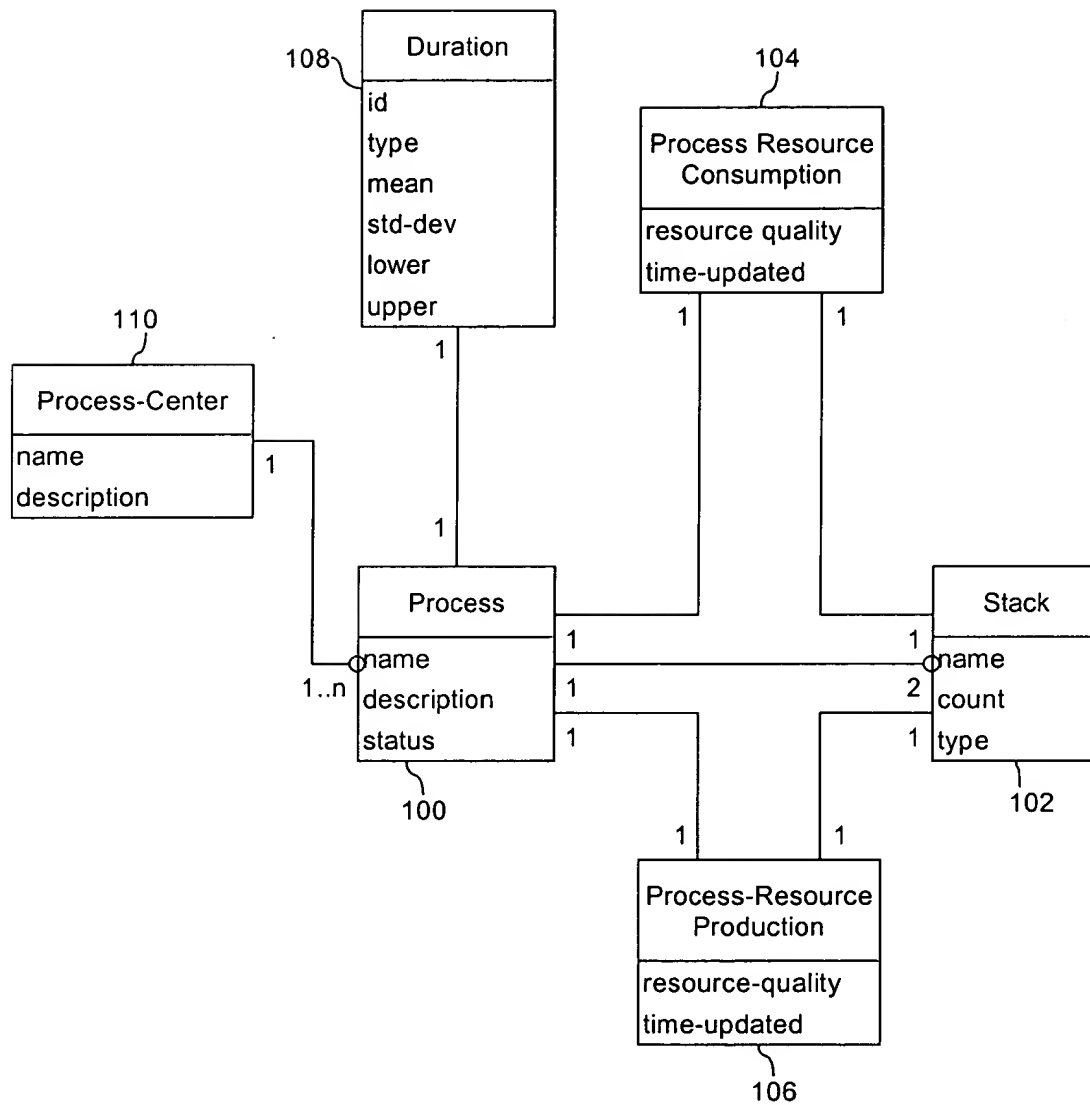 Duration
108
id
type
mean
std-dev
lower
upper
1
104
Process Resource
Consumption
resource quality
time-updated
1
1
110
Process-Center
name
description
1
1
Process
name
description
status
1..n
100
1
1
1
Stack
name
count
type
1
2
1
102
1
1
Process-Resource
Production
resource-quality
time-updated
106